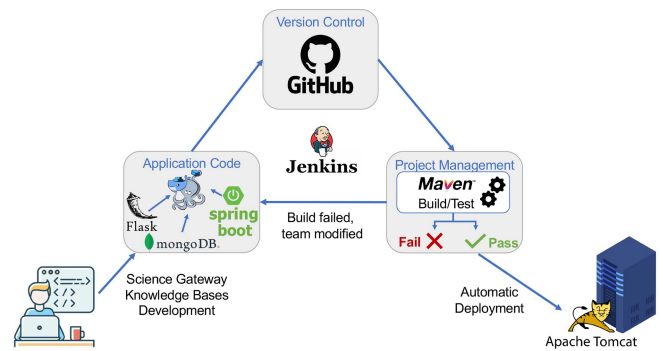 Version Control
GitHub
Jenkins
Application Code
Flask
mongoDB
spring
boot
Project Management
Maven™
Build/Test
Fail
Pass
Build failed,
team modified
Science Gateway
Knowledge Bases
Development
Automatic
Deployment
Apache Tomcat